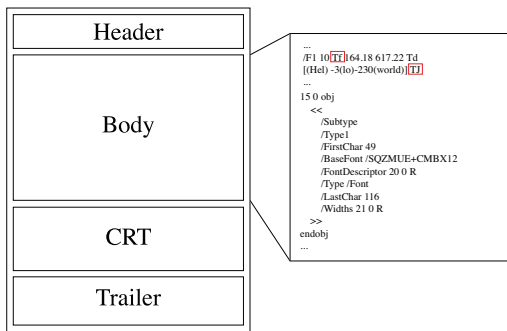 Header
Body
CRT
Trailer
...
/F1 10 Tf 164.18 617.22 Td
[(Hel) -3(lo)-230(world)] TJ
...
15 0 obj
<<
/Subtype
/Type1
/FirstChar 49
/BaseFont /SQZMUE+CMBX12
/FontDescriptor 20 0 R
/Type /Font
/LastChar 116
/Widths 21 0 R
>>
endobj
...